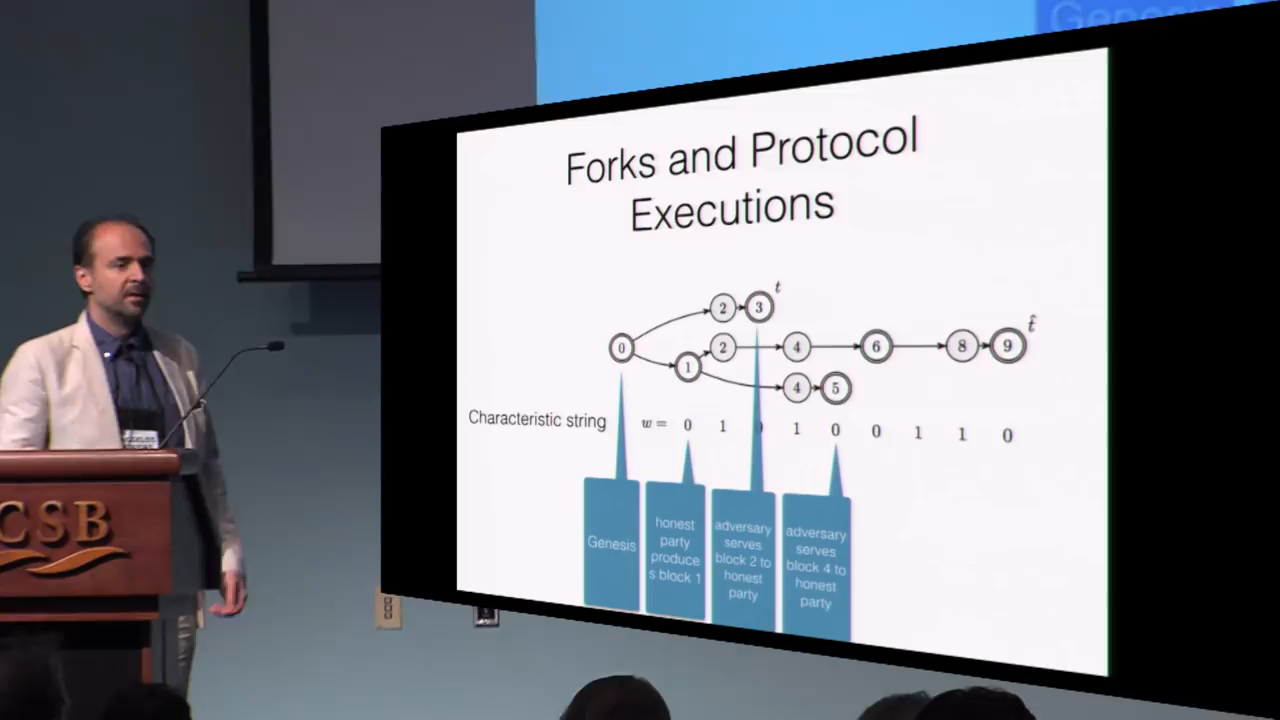 Genesis
Forks and Protocol
Executions
2 3 t
0 2 4 6 8 9 t̂
1 4 5
Characteristic string w = 0 1 1 0 0 1 1 0
Genesis
honest
party
produce
s block 1
adversary
serves
block 2 to
honest
party
adversary
serves
block 4 to
honest
party
CSB